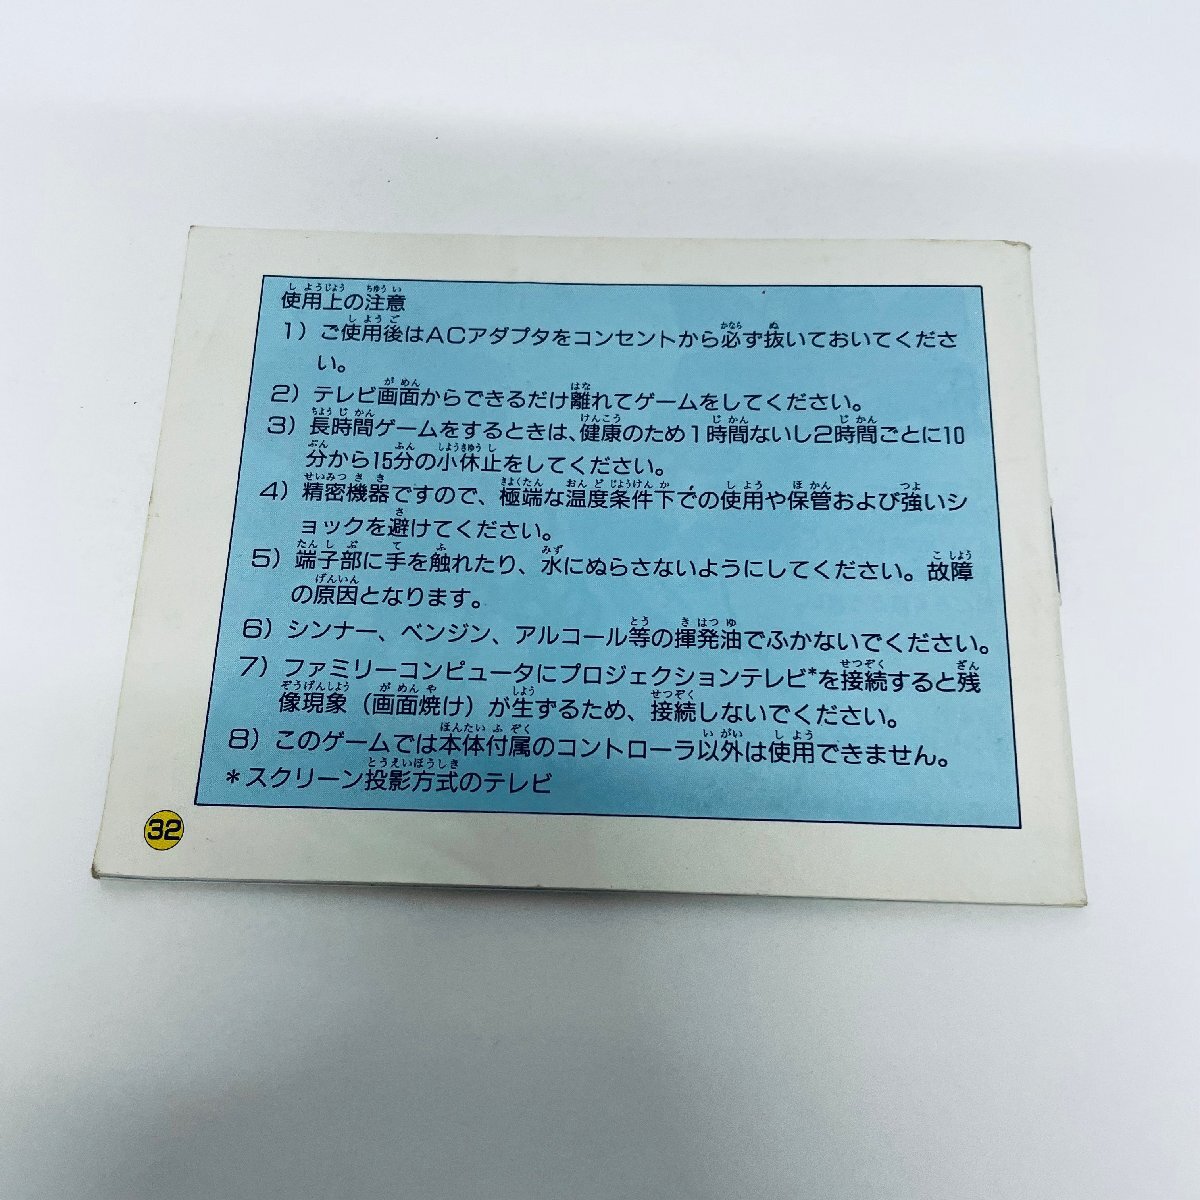 使用上の注意
1）ご使用後はACアダプタをコンセントから必ず抜いておいてくださ
い。
2）テレビ画面からできるだけ離れてゲームをしてください。
3）長時間ゲームをするときは、健康のため1時間ないし2時間ごとに10
分から15分の小休止をしてください。
4）精密機器ですので、極端な温度条件下での使用や保管および強いシ
ョックを避けてください。
5）端子部に手を触れたり、水にぬらさないようにしてください。故障
の原因となります。
6）シンナー、ベンジン、アルコール等の揮発油でふかないでください。
7）ファミリーコンピュータにプロジェクションテレビ*を接続すると残
像現象（画面焼け）が生ずるため、接続しないでください。
8）このゲームでは本体付属のコントローラ以外は使用できません。
*スクリーン投影方式のテレビ
32